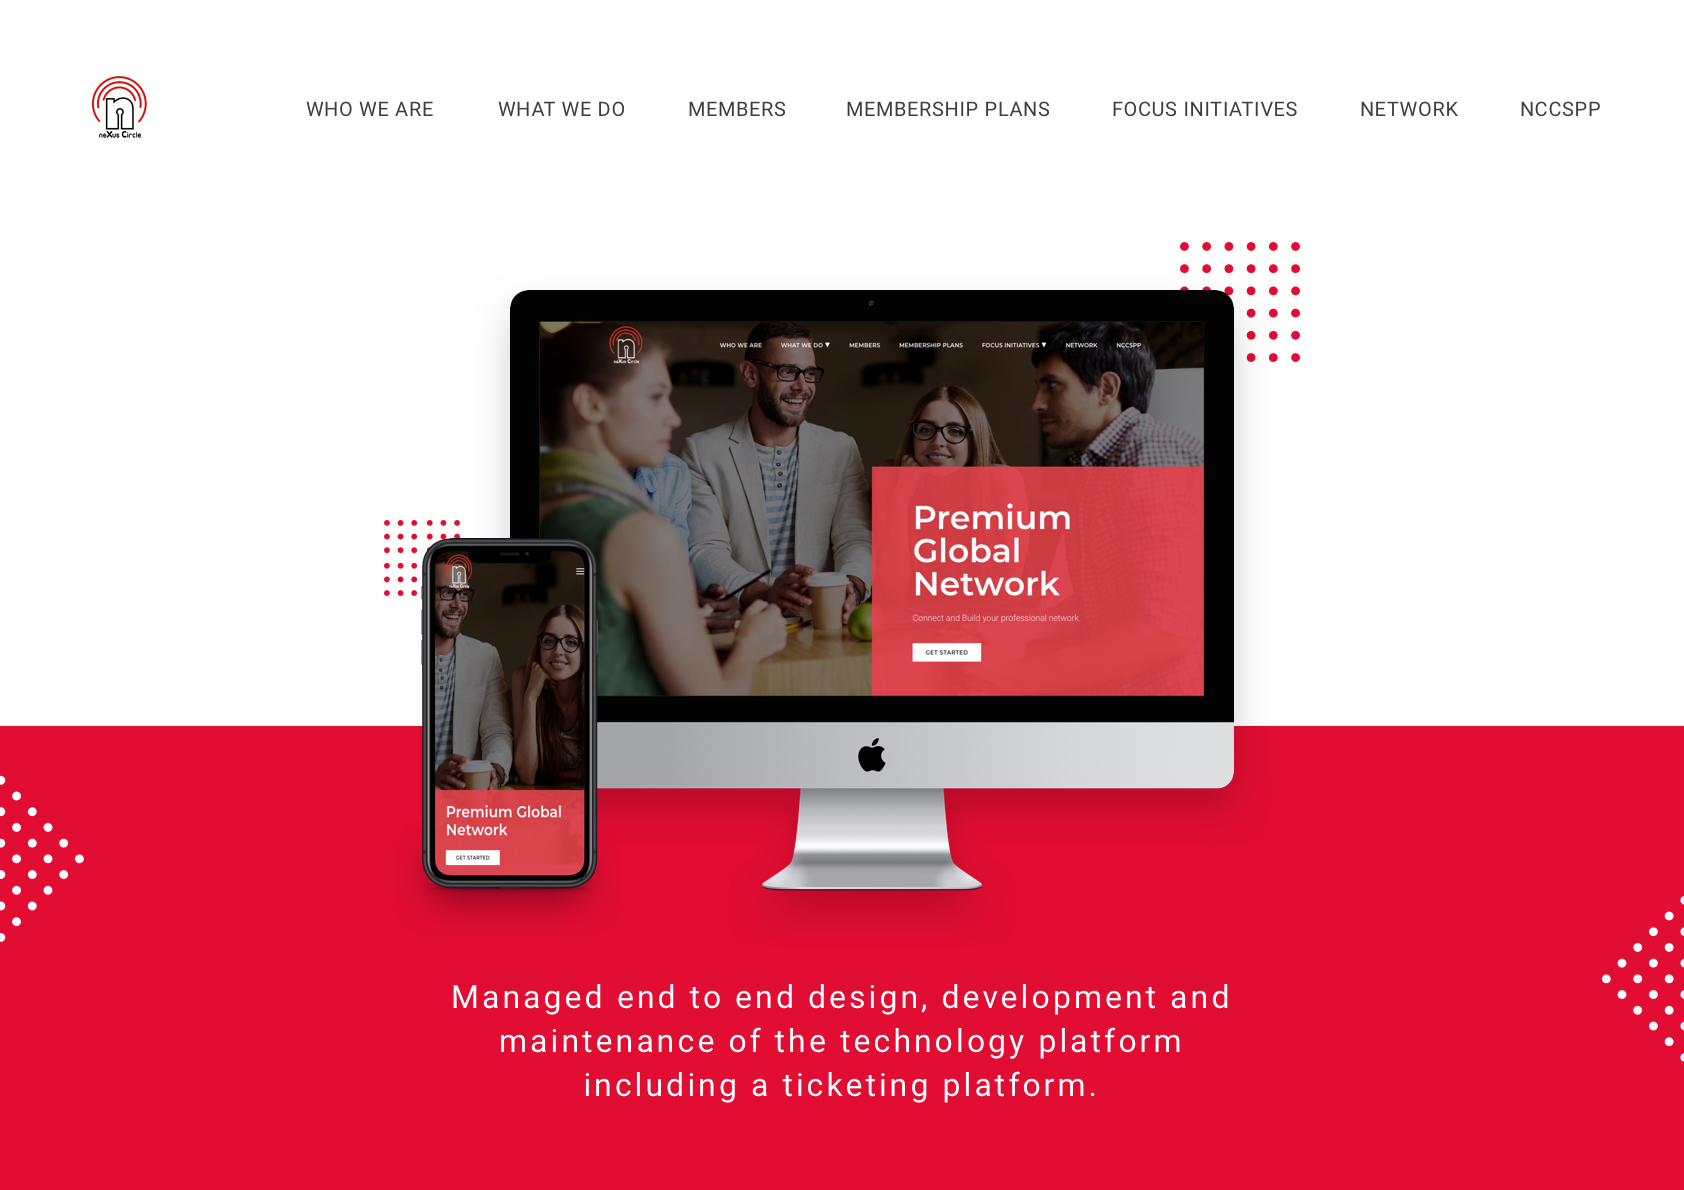 neXus Circle
WHO WE ARE
WHAT WE DO
MEMBERS
MEMBERSHIP PLANS
FOCUS INITIATIVES
NETWORK
NCCSPP
neXus Circle
WHO WE ARE
WHAT WE DO
MEMBERS
MEMBERSHIP PLANS
FOCUS INITIATIVES
NETWORK
NCCSPP
Premium
Global
Network
Connect and Build your professional network.
GET STARTED
neXus Circle
Premium Global
Network
GET STARTED
Managed end to end design, development and
maintenance of the technology platform
including a ticketing platform.